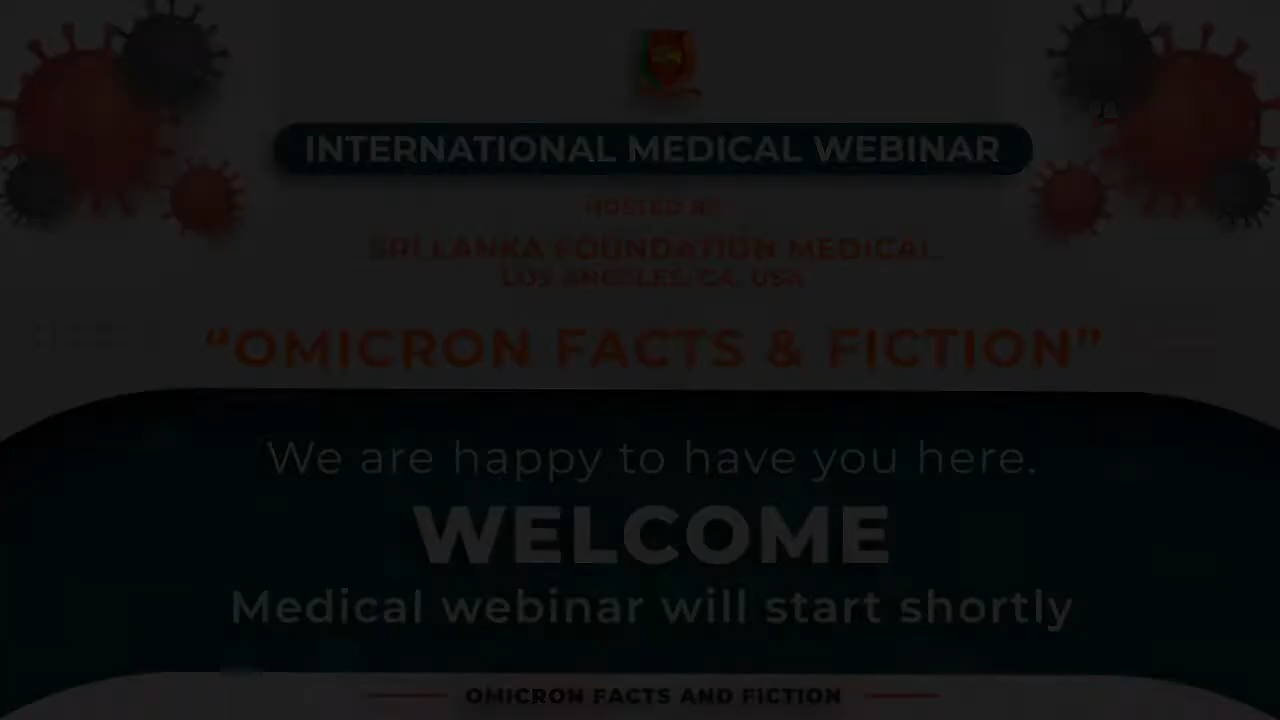 INTERNATIONAL MEDICAL WEBINAR
HOSTED BY
SRI LANKA FOUNDATION MEDICAL
LOS ANGELES, CA, USA
“OMICRON FACTS & FICTION”
We are happy to have you here.
WELCOME
Medical webinar will start shortly
OMICRON FACTS AND FICTION